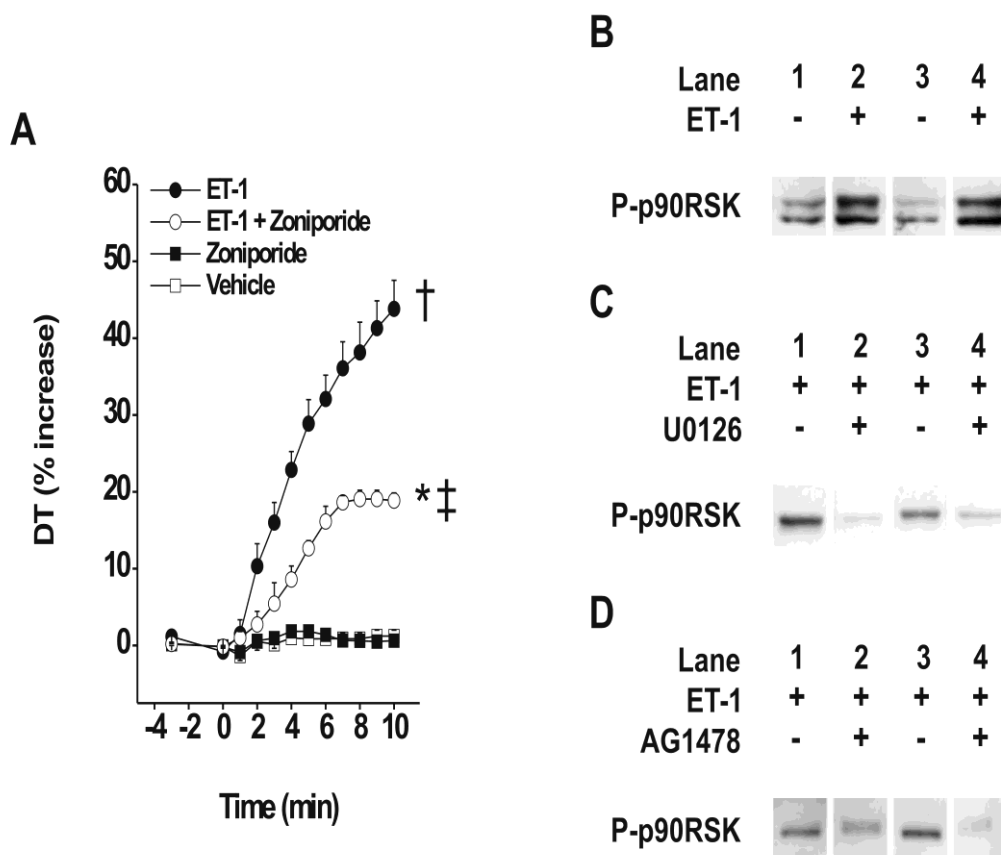 A
DT (% increase)
60
50
40
30
20
10
0
ET-1
ET-1 + Zoniporide
Zoniporide
Vehicle
†
*‡
-4 -2 0 2 4 6 8 10
Time (min)
B
Lane 1 2 3 4
ET-1 - + - +
P-p90RSK
C
Lane 1 2 3 4
ET-1 + + + +
U0126 - + - +
P-p90RSK
D
Lane 1 2 3 4
ET-1 + + + +
AG1478 - + - +
P-p90RSK